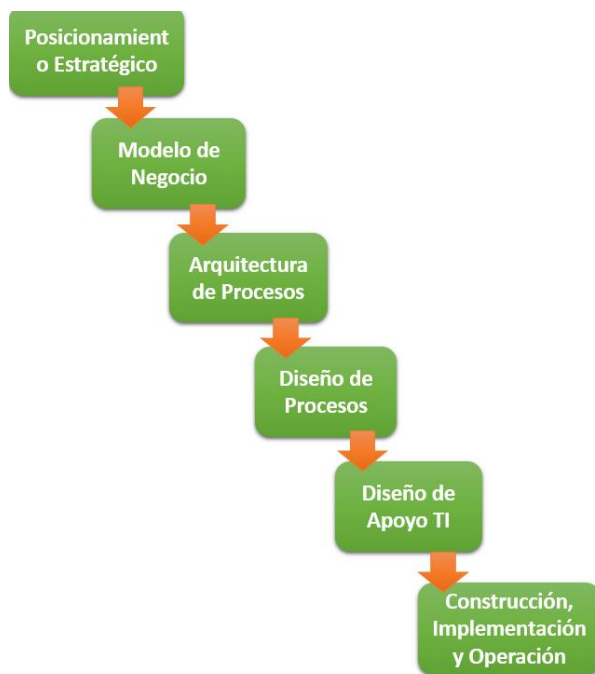 Posicionamient
o Estratégico
Modelo de
Negocio
Arquitectura
de Procesos
Diseño de
Procesos
Diseño de
Apoyo TI
Construcción,
Implementación
y Operación